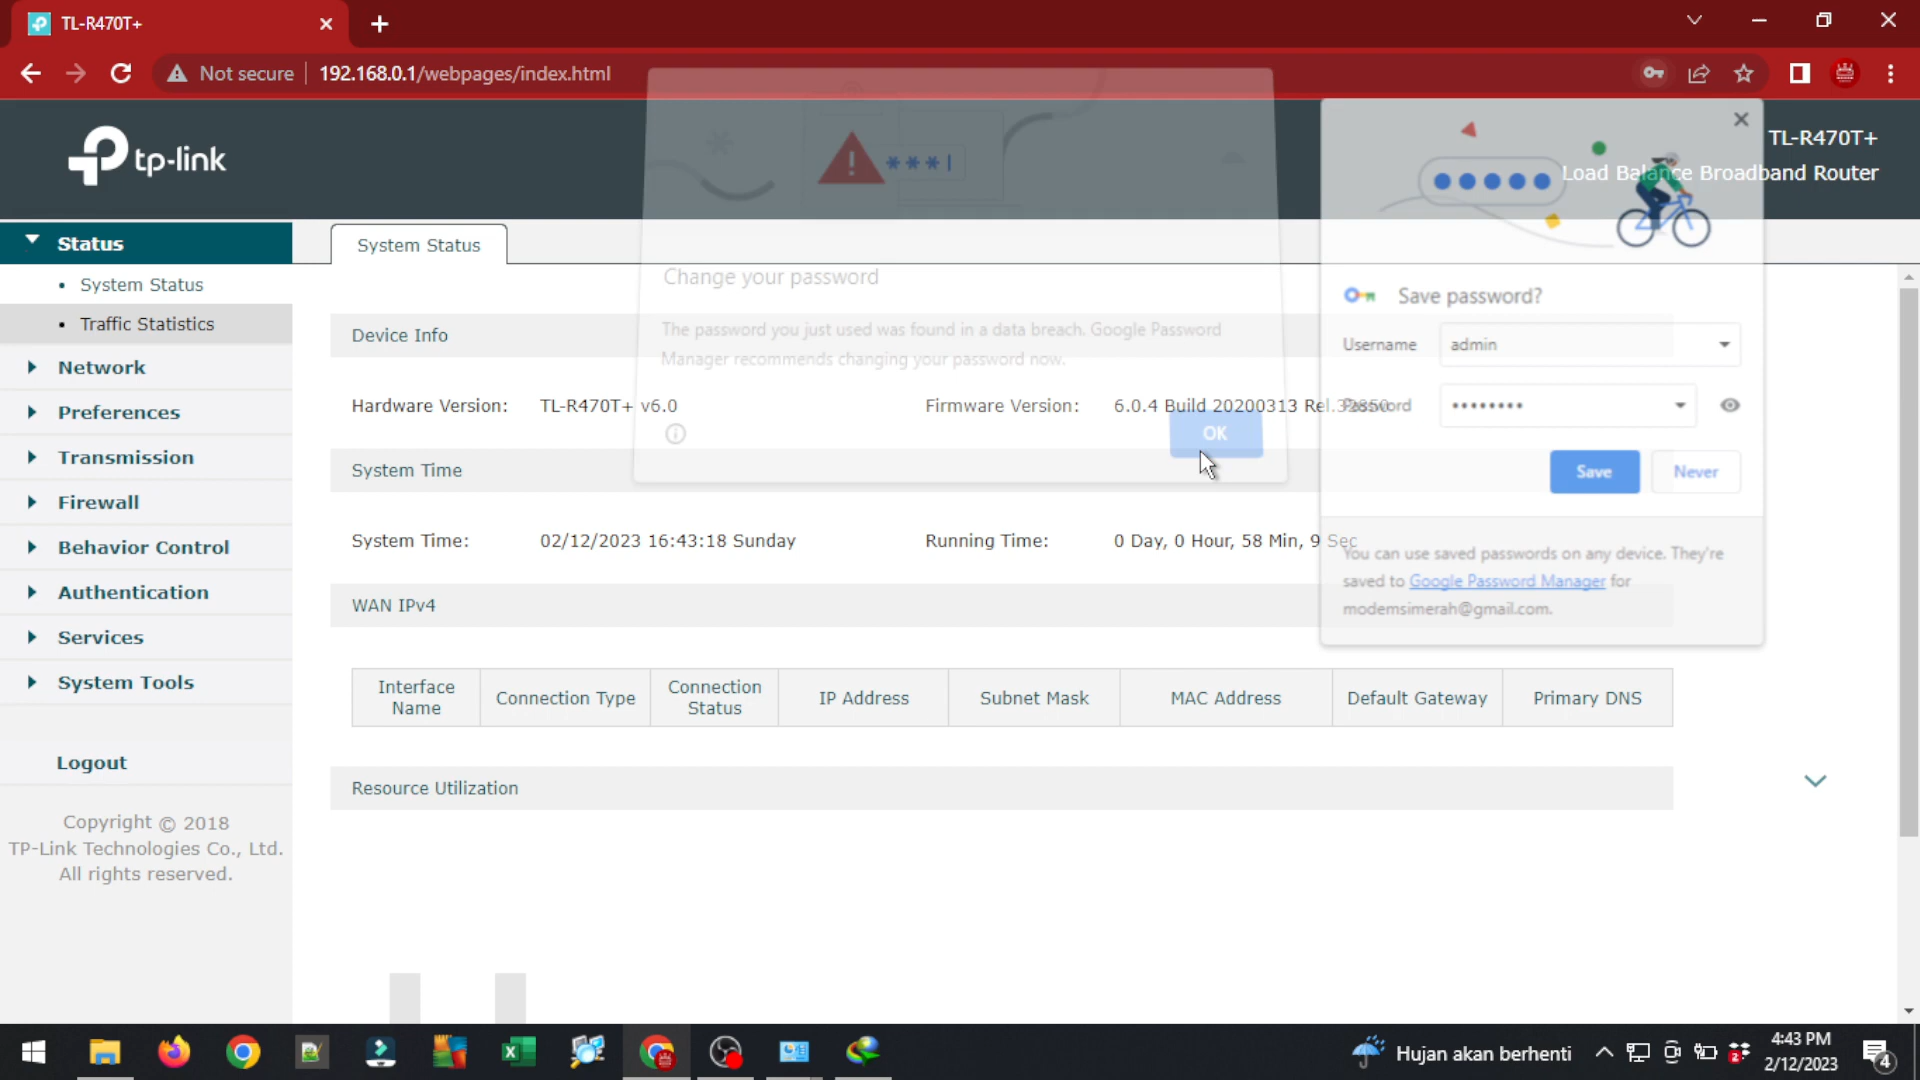 TL-R470T+
Not secure
192.168.0.1/webpages/index.html
tp-link
TL-R470T+
Load Balance Broadband Router
Status
System Status
Traffic Statistics
Network
Preferences
Transmission
Firewall
Behavior Control
Authentication
Services
System Tools
Logout
Copyright © 2018
TP-Link Technologies Co., Ltd.
All rights reserved.
System Status
Device Info
Hardware Version: TL-R470T+ v6.0
Firmware Version: 6.0.4 Build 20200313 Rel.
System Time
System Time: 02/12/2023 16:43:18 Sunday
Running Time: 0 Day, 0 Hour, 58 Min, 9 Sec
WAN IPv4
Interface Name
Connection Type
Connection Status
IP Address
Subnet Mask
MAC Address
Default Gateway
Primary DNS
Resource Utilization
***|
Change your password
The password you just used was found in a data breach. Google Password
Manager recommends changing your password now.
OK
Save password?
Username admin
Password ••••••••
Save
Never
You can use saved passwords on any device. They're
saved to Google Password Manager for
modemsimerah@gmail.com.
Hujan akan berhenti
2
4:43 PM
2/12/2023
4